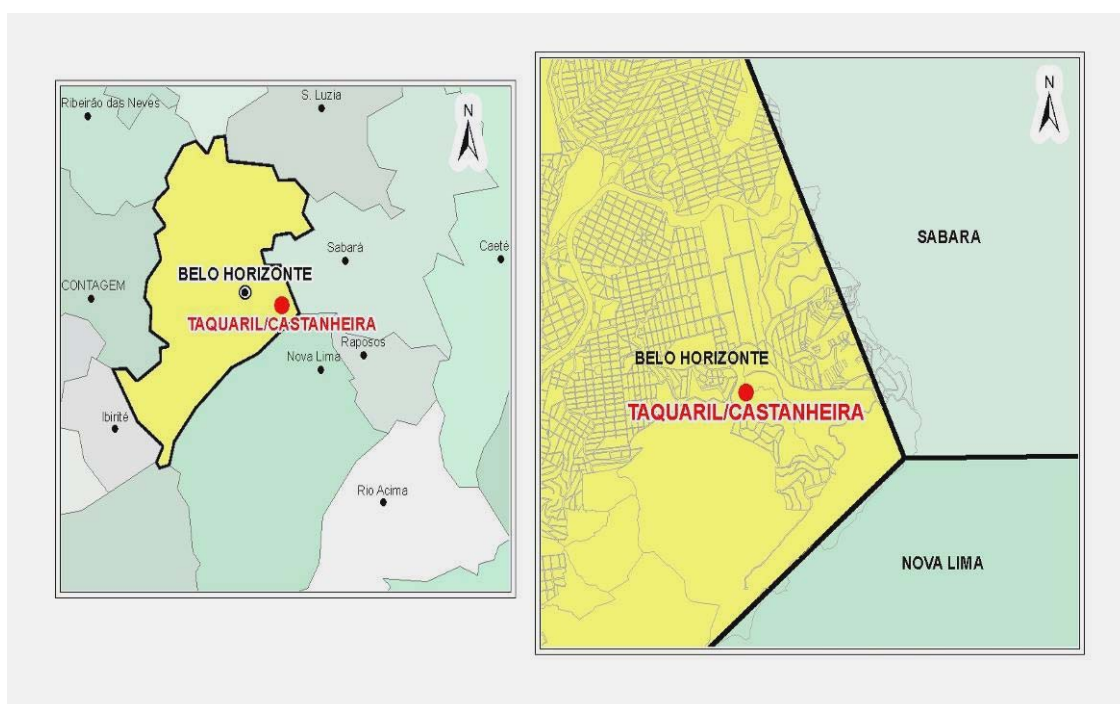 Ribeirão das Neves
S. Luzia
N
Sabará
Caeté
BELO HORIZONTE
CONTAGEM
TAQUARIL/CASTANHEIRA
Raposos
Nova Lima
Ibirité
Rio Acima
N
SABARA
BELO HORIZONTE
TAQUARIL/CASTANHEIRA
NOVA LIMA